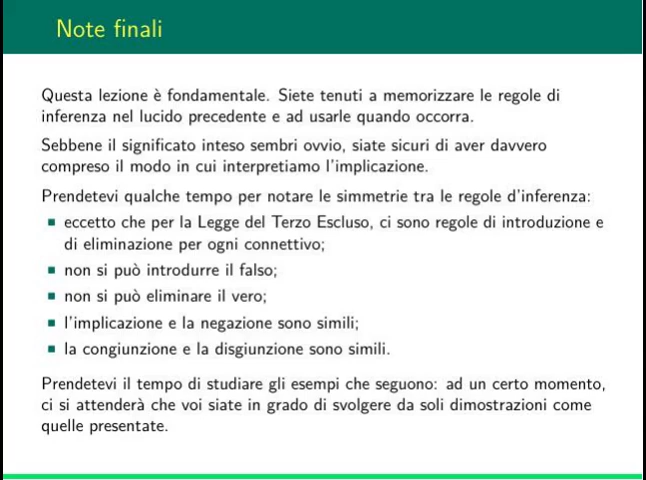 Note finali
Questa lezione è fondamentale. Siete tenuti a memorizzare le regole di
inferenza nel lucido precedente e ad usarle quando occorra.
Sebbene il significato inteso sembri ovvio, siate sicuri di aver davvero
compreso il modo in cui interpretiamo l'implicazione.
Prendetevi qualche tempo per notare le simmetrie tra le regole d'inferenza:
eccetto che per la Legge del Terzo Escluso, ci sono regole di introduzione e
di eliminazione per ogni connettivo;
non si può introdurre il falso;
non si può eliminare il vero;
l'implicazione e la negazione sono simili;
la congiunzione e la disgiunzione sono simili.
Prendetevi il tempo di studiare gli esempi che seguono: ad un certo momento,
ci si attenderà che voi siate in grado di svolgere da soli dimostrazioni come
quelle presentate.